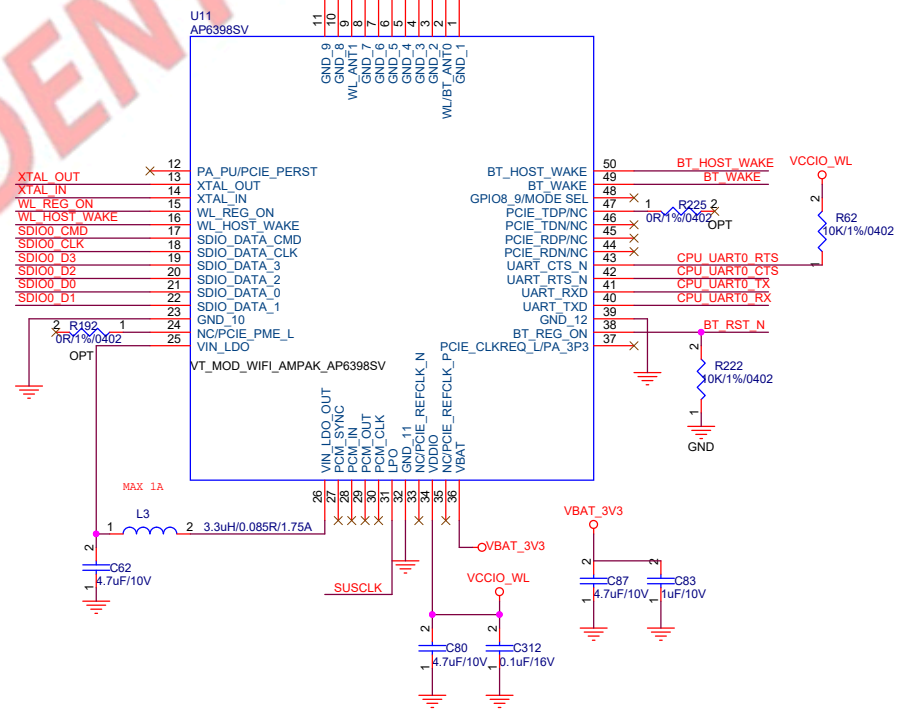 DENT
U11
AP6398SV
11
10
9
8
7
6
5
4
3
2
1
GND_9
GND_8
WL_ANT1
GND_7
GND_6
GND_5
GND_4
GND_3
GND_2
WL/BT_ANT0
GND_1
12 PA_PU/PCIE_PERST
XTAL_OUT 13 XTAL_OUT
XTAL_IN 14 XTAL_IN
WL_REG_ON 15 WL_REG_ON
WL_HOST_WAKE 16 WL_HOST_WAKE
SDIO0_CMD 17 SDIO_DATA_CMD
SDIO0_CLK 18 SDIO_DATA_CLK
SDIO0_D3 19 SDIO_DATA_3
SDIO0_D2 20 SDIO_DATA_2
SDIO0_D0 21 SDIO_DATA_0
SDIO0_D1 22 SDIO_DATA_1
23 GND_10
2 R192 1 24 NC/PCIE_PME_L
0R/1%/0402 25 VIN_LDO
OPT
VT_MOD_WIFI_AMPAK_AP6398SV
BT_HOST_WAKE 50 BT_HOST_WAKE
BT_WAKE 49 BT_WAKE
GPIO8_9/MODE SEL 48
PCIE_TDP/NC 47 1 R225 2
0R/1%/0402 OPT
PCIE_TDN/NC 46
PCIE_RDP/NC 45
PCIE_RDN/NC 44
UART_CTS_N 43 CPU_UART0_RTS
UART_RTS_N 42 CPU_UART0_CTS
UART_RXD 41 CPU_UART0_TX
UART_TXD 40 CPU_UART0_RX
GND_12 39
BT_REG_ON 38 BT_RST_N
PCIE_CLKREQ_L/PA_3P3 37
VCCIO_WL
2
R62
10K/1%/0402
1
2
R222
10K/1%/0402
1
GND
VIN_LDO_OUT
PCM_SYNC
PCM_IN
PCM_OUT
PCM_CLK
LPO
GND_11
NC/PCIE_REFCLK_N
VDDIO
NC/PCIE_REFCLK_P
VBAT
26
27
28
29
30
31
32
33
34
35
36
MAX 1A
L3
1 2 3.3uH/0.085R/1.75A
2
C62
4.7uF/10V
1
SUSCLK
VBAT_3V3
VCCIO_WL
2
C80
4.7uF/10V
1
2
C312
0.1uF/16V
1
VBAT_3V3
2
C87
4.7uF/10V
1
2
C83
1uF/10V
1